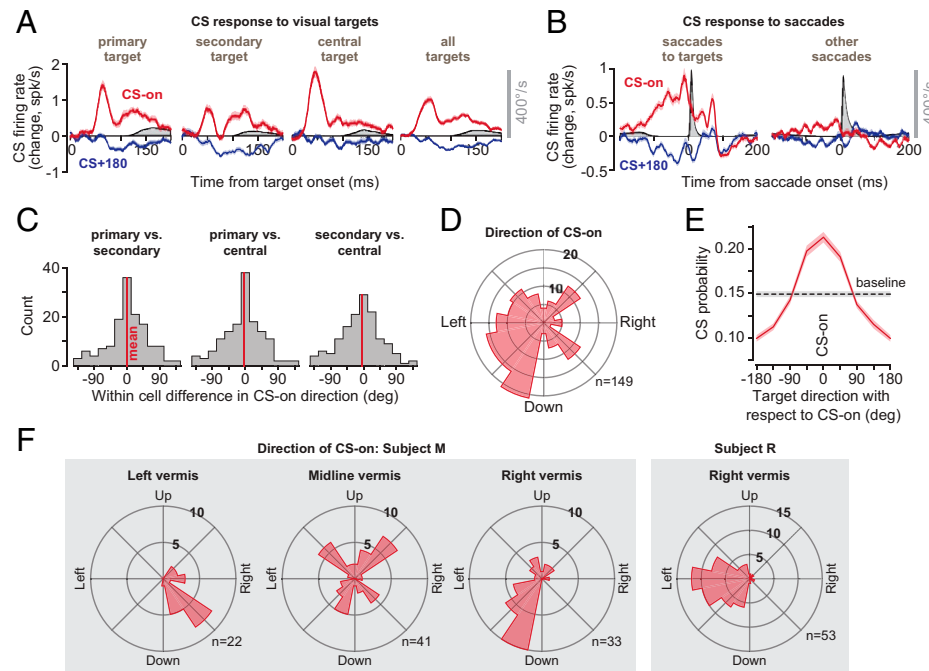 A
CS response to visual targets
primary
target
secondary
target
central
target
all
targets
CS firing rate
(change, spk/s)
2
1
0
-1
CS-on
CS+180
0
150
0
150
0
150
0
150
400°/s
Time from target onset (ms)
B
CS response to saccades
saccades
to targets
other
saccades
CS firing rate
(change, spk/s)
1
0.5
0
-0.5
CS-on
CS+180
-200
0
200
0
200
400°/s
Time from saccade onset (ms)
C
primary vs.
secondary
primary vs.
central
secondary vs.
central
Count
40
20
0
mean
-90
0
90
-90
0
90
-90
0
90
Within cell difference in CS-on direction (deg)
D
Direction of CS-on
20
10
Left
Right
Down
n=149
E
CS probability
0.20
0.15
0.10
baseline
CS-on
-180
-90
0
90
180
Target direction with
respect to CS-on (deg)
F
Direction of CS-on: Subject M
Subject R
Left vermis
Up
10
5
Left
Right
Down
n=22
Midline vermis
Up
10
5
Left
Right
Down
n=41
Right vermis
Up
10
5
Left
Right
Down
n=33
Right vermis
Up
15
10
5
Left
Right
Down
n=53